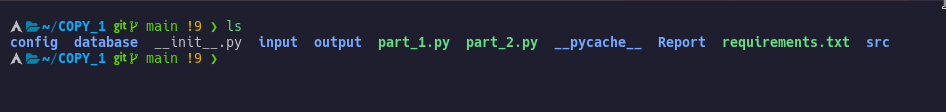 ~/COPY_1 git main !9 ❯ ls
config database __init__.py input output part_1.py part_2.py __pycache__ Report requirements.txt src
~/COPY_1 git main !9 ❯